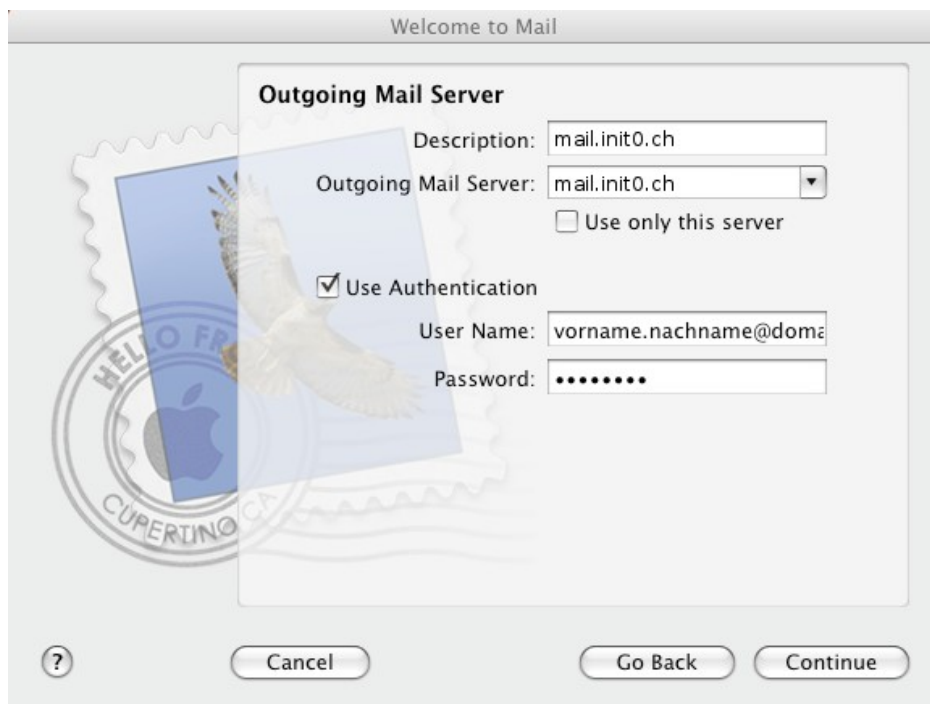 Welcome to Mail
Outgoing Mail Server
Description: mail.init0.ch
Outgoing Mail Server: mail.init0.ch
Use only this server
Use Authentication
User Name: vorname.nachname@doma
Password: ••••••••
HELLO FR
CUPERTINO CA
?
Cancel
Go Back
Continue